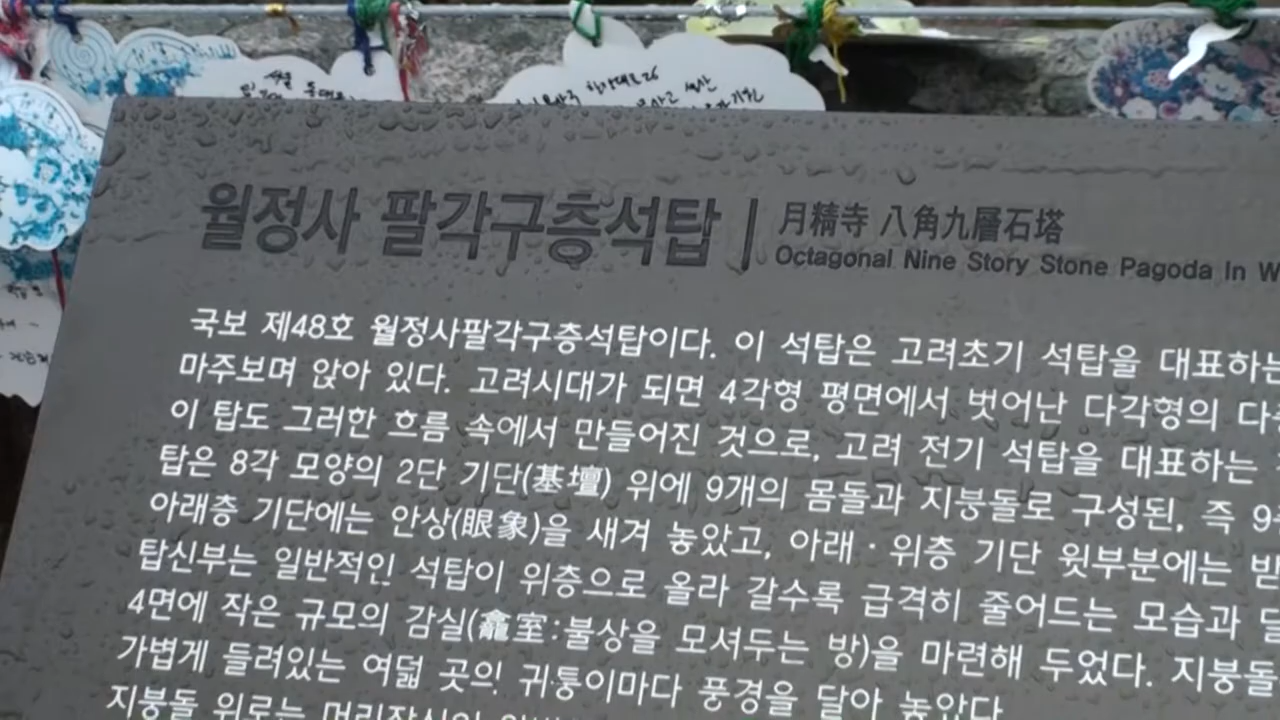 월정사 팔각구층석탑
月精寺 八角九層石塔
Octagonal Nine Story Stone Pagoda In W
국보 제48호 월정사팔각구층석탑이다. 이 석탑은 고려초기 석탑을 대표하는
마주보며 앉아 있다. 고려시대가 되면 4각형 평면에서 벗어난 다각형의
이 탑도 그러한 흐름 속에서 만들어진 것으로, 고려 전기 석탑을 대표하는
탑은 8각 모양의 2단 기단(基壇) 위에 9개의 몸돌과 지붕돌로 구성된, 즉 9
아래층 기단에는 안상(眼象)을 새겨 놓았고, 아래 · 위층 기단 윗부분에는
탑신부는 일반적인 석탑이 위층으로 올라 갈수록 급격히 줄어드는 모습과
4면에 작은 규모의 감실(龕室:불상을 모셔두는 방)을 마련해 두었다. 지붕돌
가볍게 들려있는 여덟 곳의 귀퉁이마다 풍경을 달아 놓았다
지붕돌 위로는